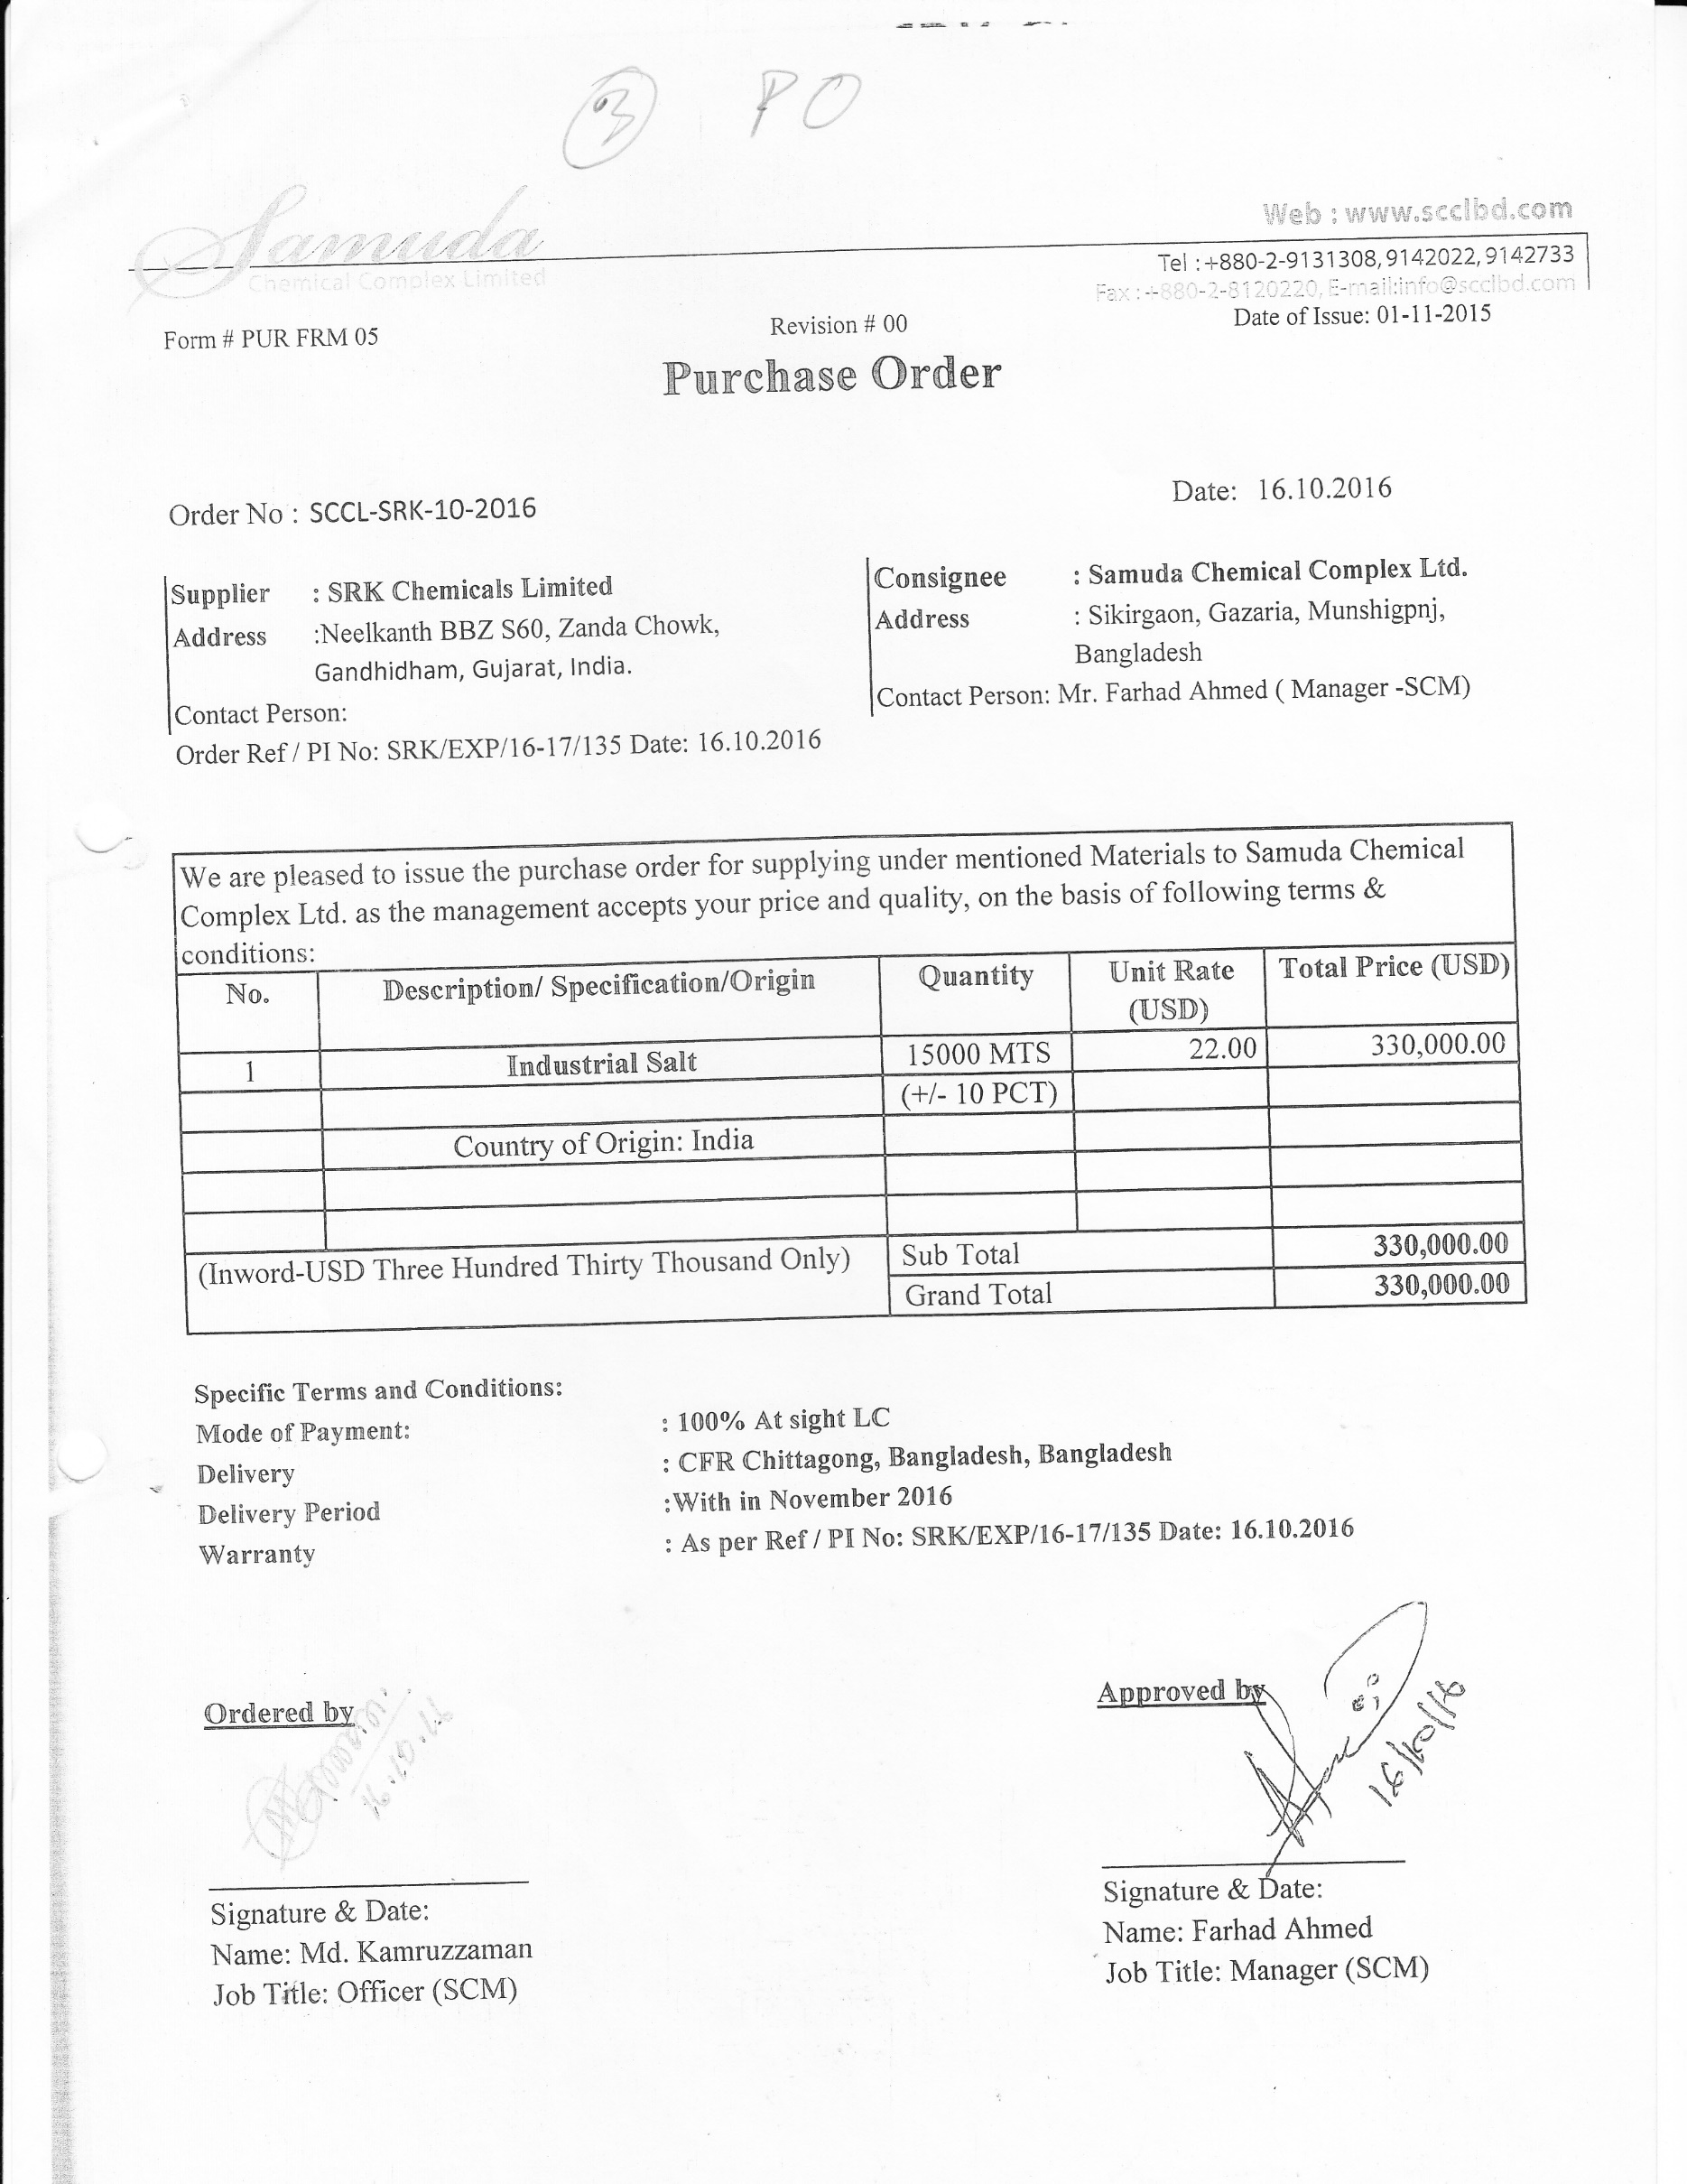 3 PO
Samuda
Chemical Complex Limited
Web : www.scclbd.com
Tel : +880-2-9131308, 9142022, 9142733
Fax : +880-2-8120220, E-mail:info@scclbd.com
Form # PUR FRM 05 Revision # 00 Date of Issue: 01-11-2015
Purchase Order
Date: 16.10.2016
Order No : SCCL-SRK-10-2016
Supplier : SRK Chemicals Limited
Address :Neelkanth BBZ S60, Zanda Chowk,
Gandhidham, Gujarat, India.
Contact Person:
Consignee : Samuda Chemical Complex Ltd.
Address : Sikirgaon, Gazaria, Munshigpnj,
Bangladesh
Contact Person: Mr. Farhad Ahmed ( Manager -SCM)
Order Ref / PI No: SRK/EXP/16-17/135 Date: 16.10.2016
We are pleased to issue the purchase order for supplying under mentioned Materials to Samuda Chemical
Complex Ltd. as the management accepts your price and quality, on the basis of following terms &
conditions:
No. Description/ Specification/Origin Quantity Unit Rate Total Price (USD)
(USD)
1 Industrial Salt 15000 MTS 22.00 330,000.00
(+/- 10 PCT)
Country of Origin: India
(Inword-USD Three Hundred Thirty Thousand Only) Sub Total 330,000.00
Grand Total 330,000.00
Specific Terms and Conditions:
Mode of Payment: : 100% At sight LC
Delivery : CFR Chittagong, Bangladesh, Bangladesh
Delivery Period :With in November 2016
Warranty : As per Ref / PI No: SRK/EXP/16-17/135 Date: 16.10.2016
Ordered by
16.10.16
Approved by
16/10/16
Signature & Date:
Name: Md. Kamruzzaman
Job Title: Officer (SCM)
Signature & Date:
Name: Farhad Ahmed
Job Title: Manager (SCM)